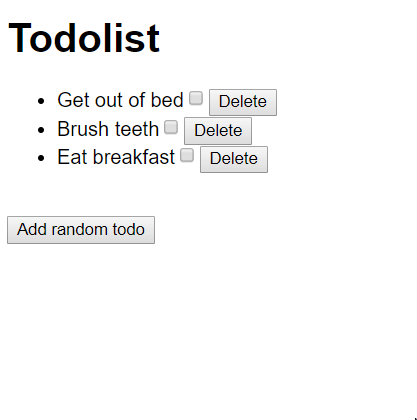 Todolist
Get out of bed Delete
Brush teeth Delete
Eat breakfast Delete
Add random todo